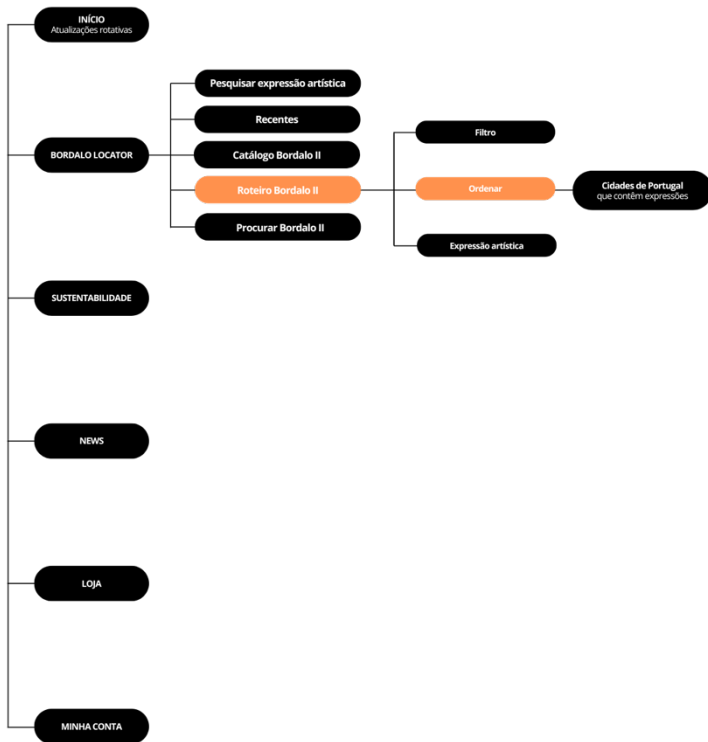 INÍCIO
Atualizações rotativas
BORDALO LOCATOR
Pesquisar expressão artística
Recentes
Catálogo Bordalo II
Roteiro Bordalo II
Procurar Bordalo II
Filtro
Ordenar
Expressão artística
Cidades de Portugal
que contêm expressões
SUSTENTABILIDADE
NEWS
LOJA
MINHA CONTA